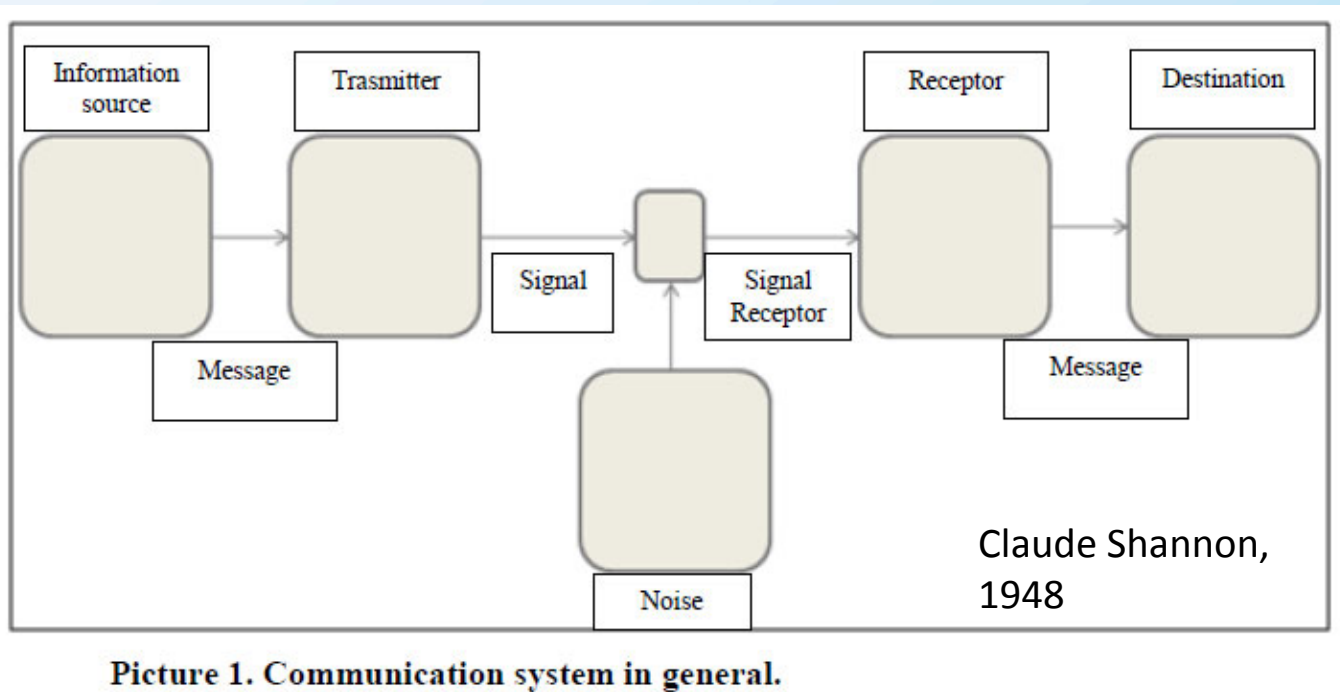 Information
source
Trasmitter
Receptor
Destination
Signal
Signal
Receptor
Message
Message
Noise
Claude Shannon,
1948
Picture 1. Communication system in general.